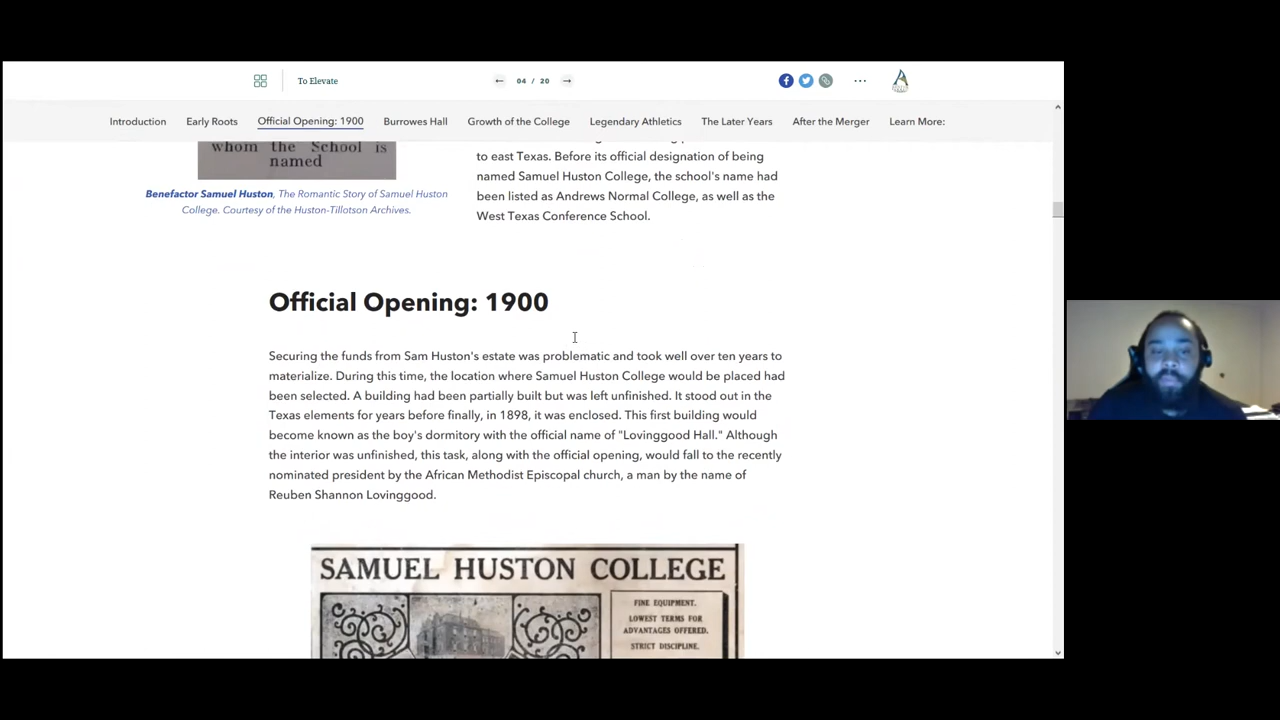 To Elevate
04 / 20
Introduction
Early Roots
Official Opening: 1900
Burrowes Hall
Growth of the College
Legendary Athletics
The Later Years
After the Merger
Learn More:
whom the School is
named
Benefactor Samuel Huston, The Romantic Story of Samuel Huston
College. Courtesy of the Huston-Tillotson Archives.
to east Texas. Before its official designation of being
named Samuel Huston College, the school's name had
been listed as Andrews Normal College, as well as the
West Texas Conference School.
Official Opening: 1900
Securing the funds from Sam Huston's estate was problematic and took well over ten years to
materialize. During this time, the location where Samuel Huston College would be placed had
been selected. A building had been partially built but was left unfinished. It stood out in the
Texas elements for years before finally, in 1898, it was enclosed. This first building would
become known as the boy's dormitory with the official name of "Lovinggood Hall." Although
the interior was unfinished, this task, along with the official opening, would fall to the recently
nominated president by the African Methodist Episcopal church, a man by the name of
Reuben Shannon Lovinggood.
SAMUEL HUSTON COLLEGE
FINE EQUIPMENT.
LOWEST TERMS FOR
ADVANTAGES OFFERED.
STRICT DISCIPLINE.